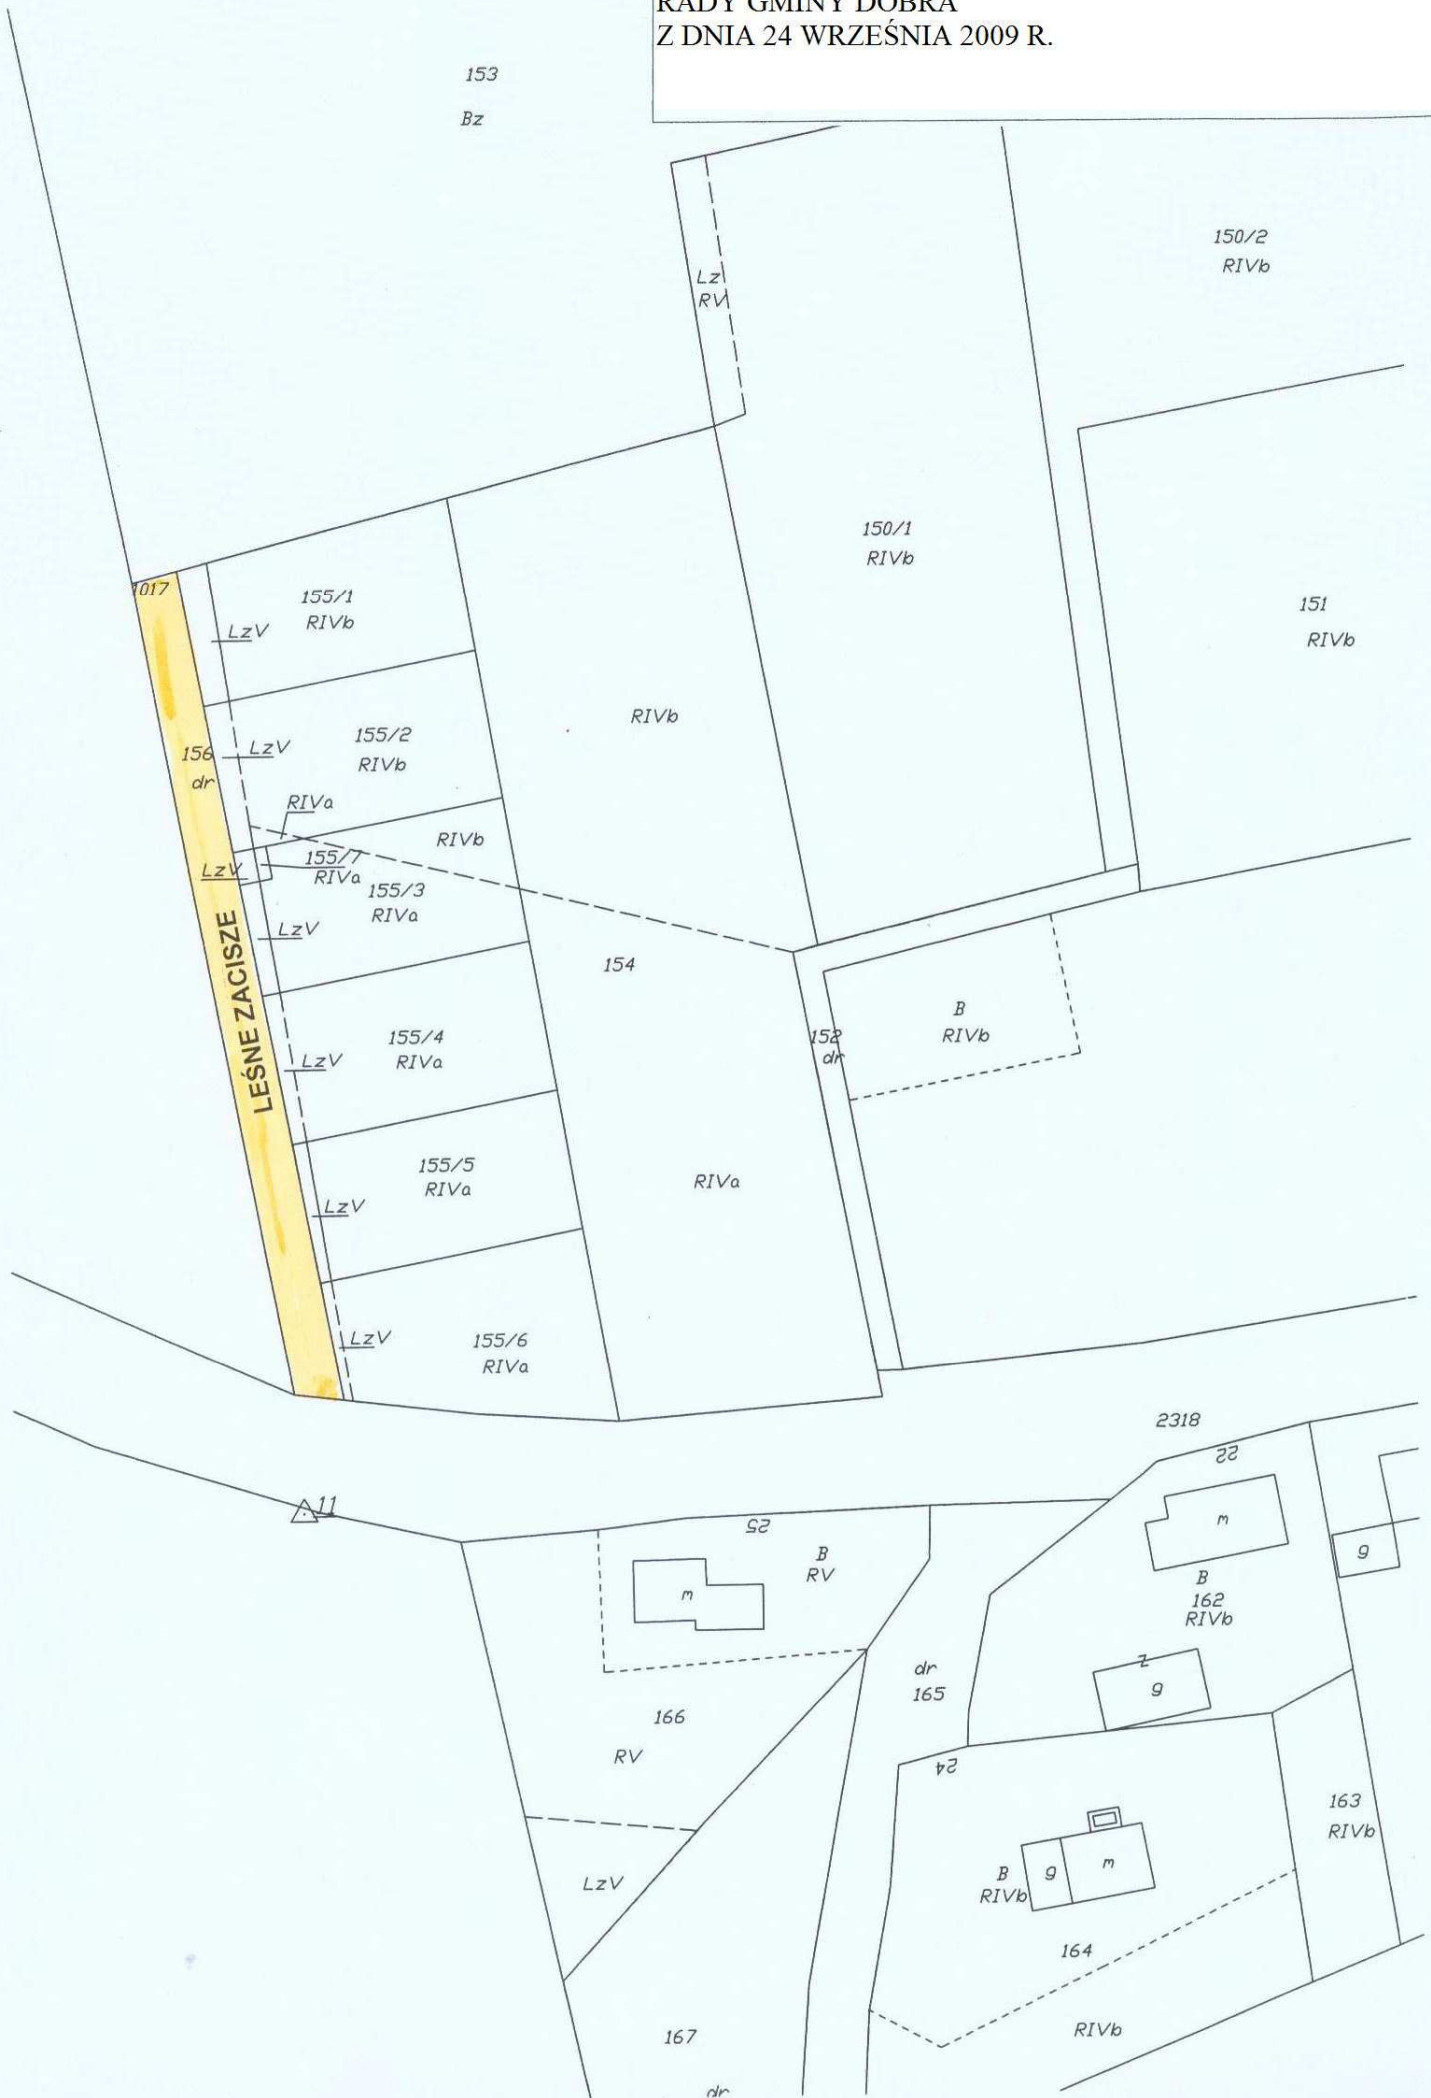 RADY GMINY DOBRA
Z DNIA 24 WRZEŚNIA 2009 R.
153
Bz
150/2
RIVb
Lz
RV
150/1
RIVb
1017
155/1
RIVb
151
RIVb
LzV
RIVb
155/2
RIVb
LzV
156
dr
RIVa
RIVb
155/7
RIVa
LzV
155/3
RIVa
LzV
LEŚNE ZACISZE
154
B
RIVb
152
dr
155/4
RIVa
LzV
155/5
RIVa
RIVa
LzV
LzV
155/6
RIVa
2318
22
11
25
m
B
RV
m
g
B
162
RIVb
dr
165
z
g
166
RV
24
163
RIVb
B
RIVb
g
m
LzV
164
RIVb
167
dr